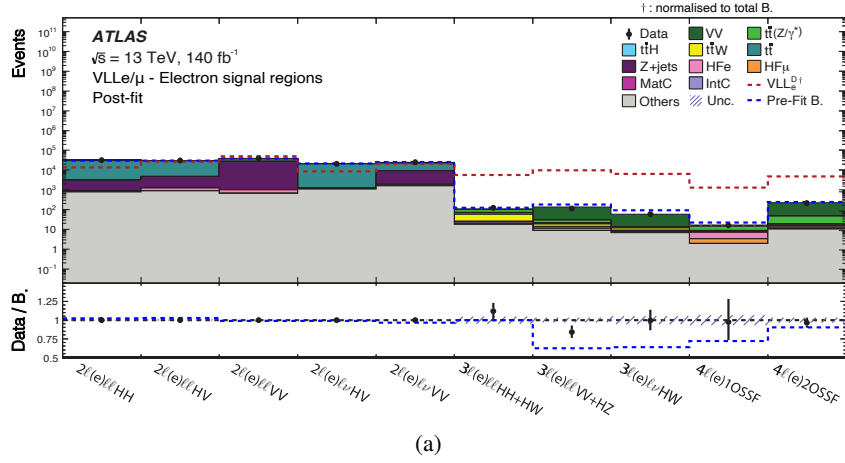 † : normalised to total B.
Events
10¹¹
10¹⁰
10⁹
10⁸
10⁷
10⁶
10⁵
10⁴
10³
10²
10
1
10⁻¹
ATLAS
√s = 13 TeV, 140 fb⁻¹
VLLe/μ - Electron signal regions
Post-fit
Data VV tt̄(Z/γ*)
tt̄H tt̄W tt̄
Z+jets HFe HFμ
MatC IntC VLLₑᴰ †
Others Unc. Pre-Fit B.
Data / B.
1.25
1
0.75
0.5
2ℓ(e)ℓℓHH
2ℓ(e)ℓℓHV
2ℓ(e)ℓℓVV
2ℓ(e)ℓνHV
2ℓ(e)ℓνVV
3ℓ(e)ℓℓHH+HW
3ℓ(e)ℓℓVV+HZ
3ℓ(e)ℓνHW
4ℓ(e)1OSSF
4ℓ(e)2OSSF
(a)